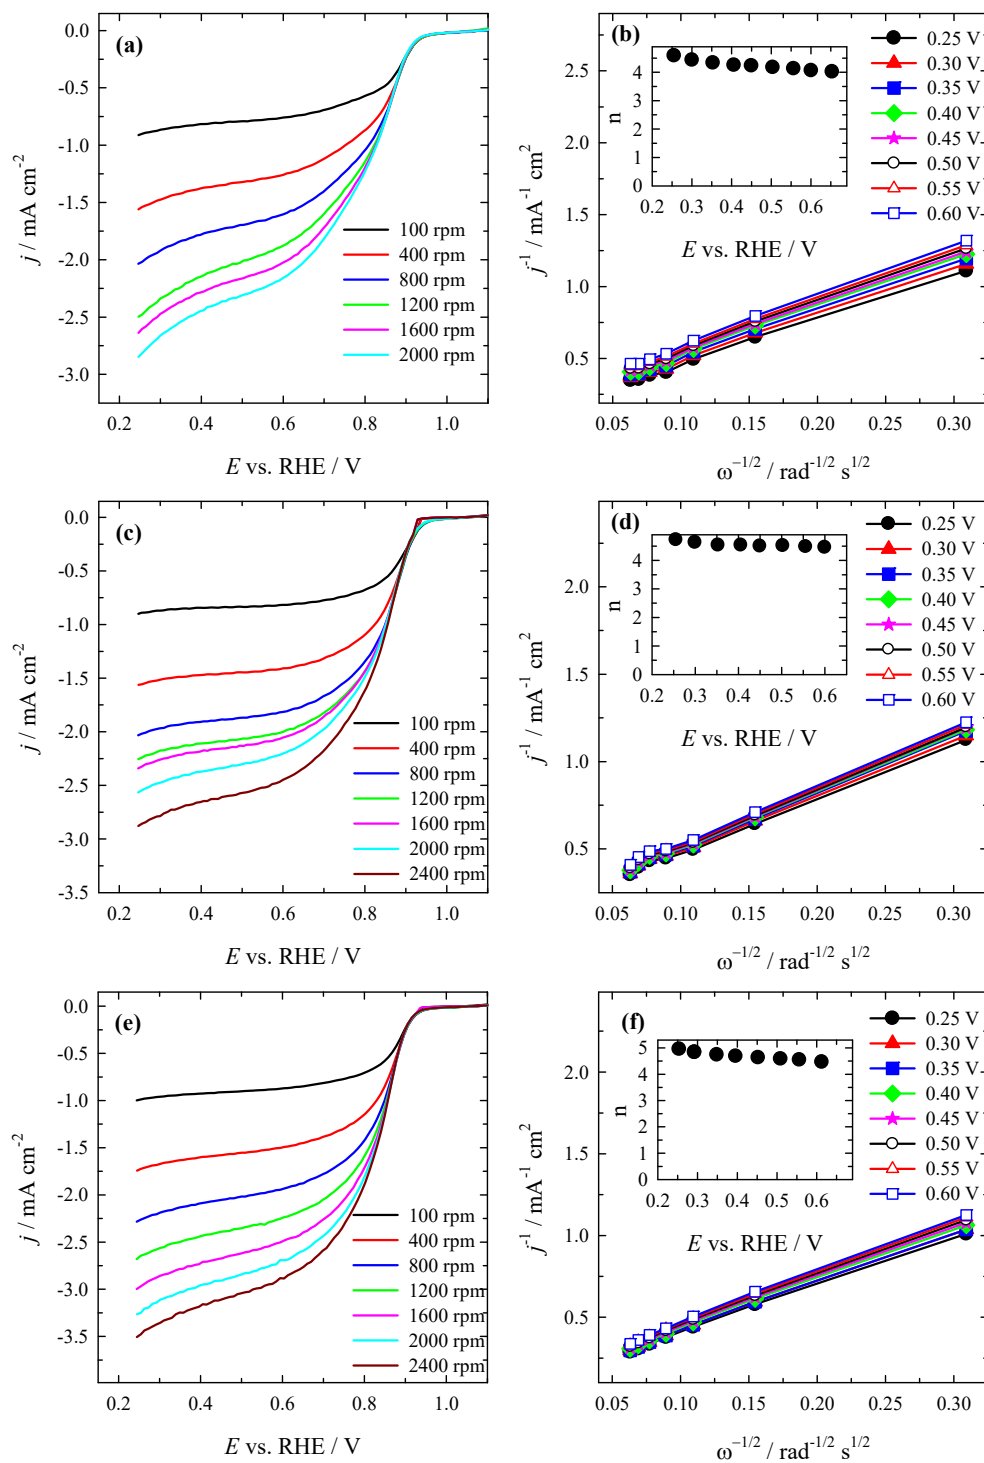 (a)
0.0
-0.5
-1.0
-1.5
-2.0
-2.5
-3.0
j / mA cm-2
100 rpm
400 rpm
800 rpm
1200 rpm
1600 rpm
2000 rpm
0.2 0.4 0.6 0.8 1.0
E vs. RHE / V
(b)
2.5
2.0
1.5
1.0
0.5
j-1 / mA-1 cm2
0.25 V
0.30 V
0.35 V
0.40 V
0.45 V
0.50 V
0.55 V
0.60 V
n
5
4
3
2
1
0
0.2 0.3 0.4 0.5 0.6
E vs. RHE / V
0.05 0.10 0.15 0.20 0.25 0.30
ω−1/2 / rad-1/2 s1/2
(c)
0.0
-0.5
-1.0
-1.5
-2.0
-2.5
-3.0
-3.5
j / mA cm-2
100 rpm
400 rpm
800 rpm
1200 rpm
1600 rpm
2000 rpm
2400 rpm
0.2 0.4 0.6 0.8 1.0
E vs. RHE / V
(d)
2.0
1.5
1.0
0.5
j-1 / mA-1 cm2
0.25 V
0.30 V
0.35 V
0.40 V
0.45 V
0.50 V
0.55 V
0.60 V
n
4
3
2
1
0
0.2 0.3 0.4 0.5 0.6
E vs. RHE / V
0.05 0.10 0.15 0.20 0.25 0.30
ω−1/2 / rad-1/2 s1/2
(e)
0.0
-0.5
-1.0
-1.5
-2.0
-2.5
-3.0
-3.5
j / mA cm-2
100 rpm
400 rpm
800 rpm
1200 rpm
1600 rpm
2000 rpm
2400 rpm
0.2 0.4 0.6 0.8 1.0
E vs. RHE / V
(f)
2.0
1.5
1.0
0.5
j-1 / mA-1 cm2
0.25 V
0.30 V
0.35 V
0.40 V
0.45 V
0.50 V
0.55 V
0.60 V
n
5
4
3
2
1
0
0.2 0.3 0.4 0.5 0.6
E vs. RHE / V
0.05 0.10 0.15 0.20 0.25 0.30
ω−1/2 / rad-1/2 s1/2